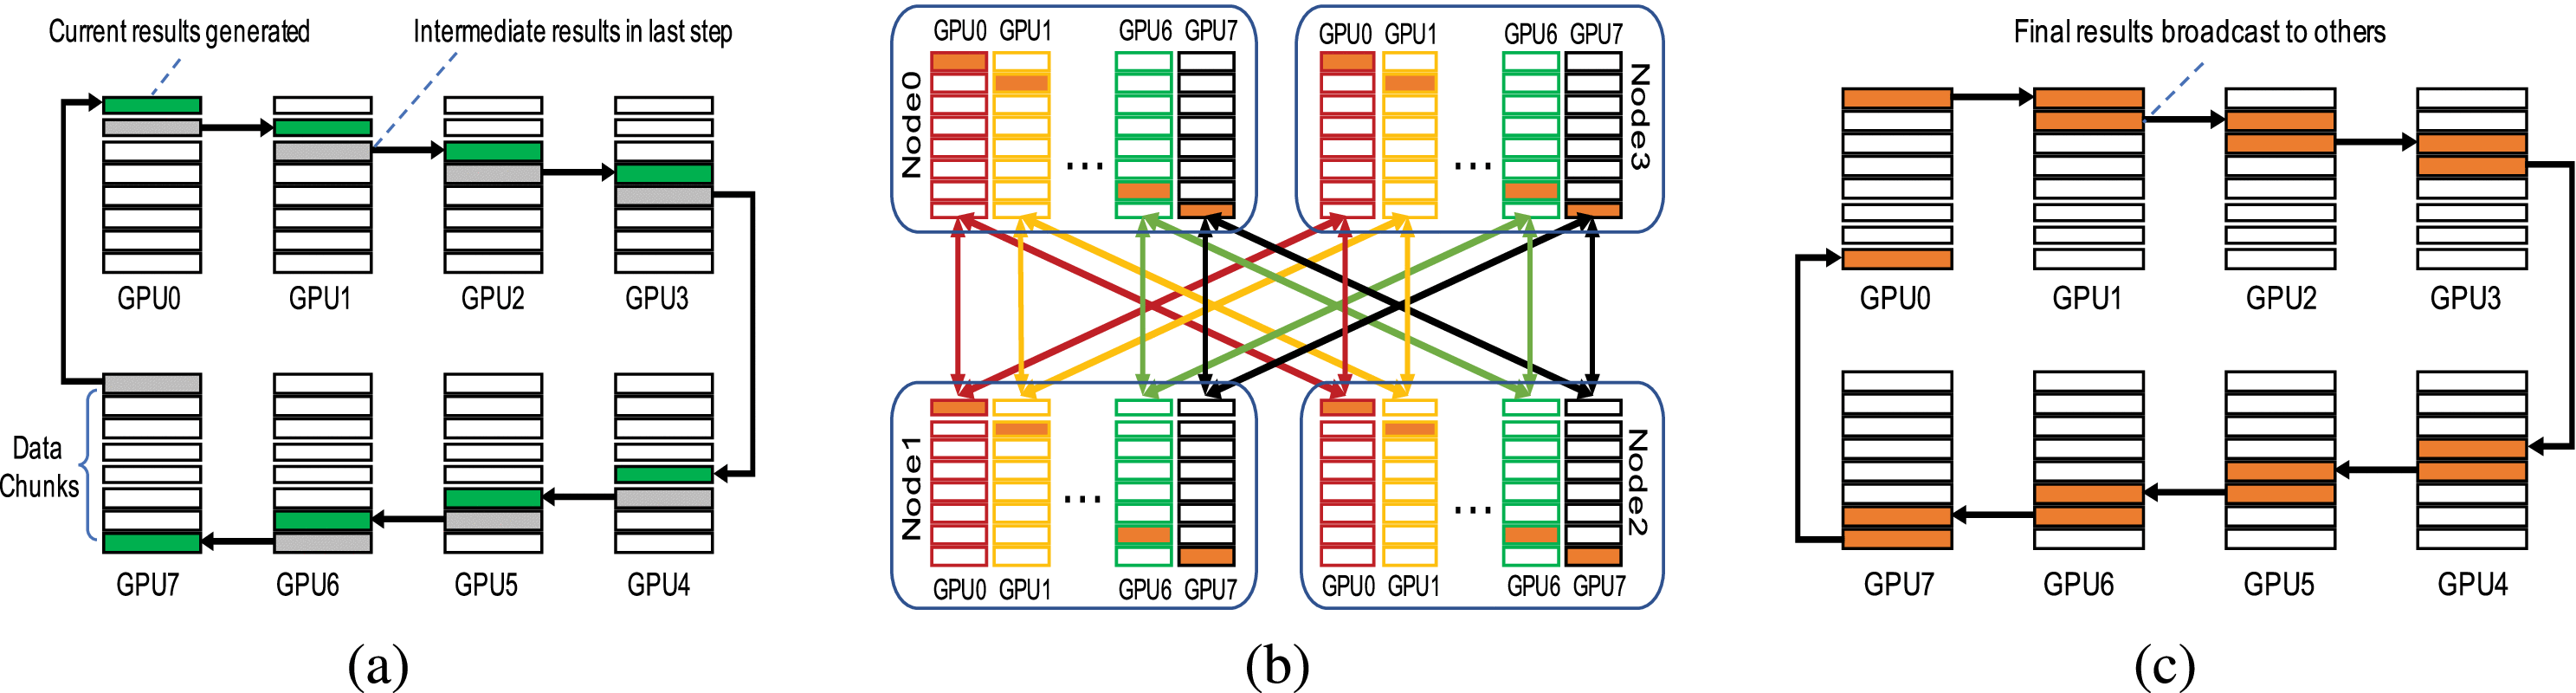 Current results generated
Intermediate results in last step
GPU0
GPU1
GPU2
GPU3
Data
Chunks
GPU7
GPU6
GPU5
GPU4
(a)
GPU0 GPU1 GPU6 GPU7
Node0
...
GPU0 GPU1 GPU6 GPU7
Node3
...
Node1
...
GPU0 GPU1 GPU6 GPU7
Node2
...
GPU0 GPU1 GPU6 GPU7
(b)
Final results broadcast to others
GPU0
GPU1
GPU2
GPU3
GPU7
GPU6
GPU5
GPU4
(c)